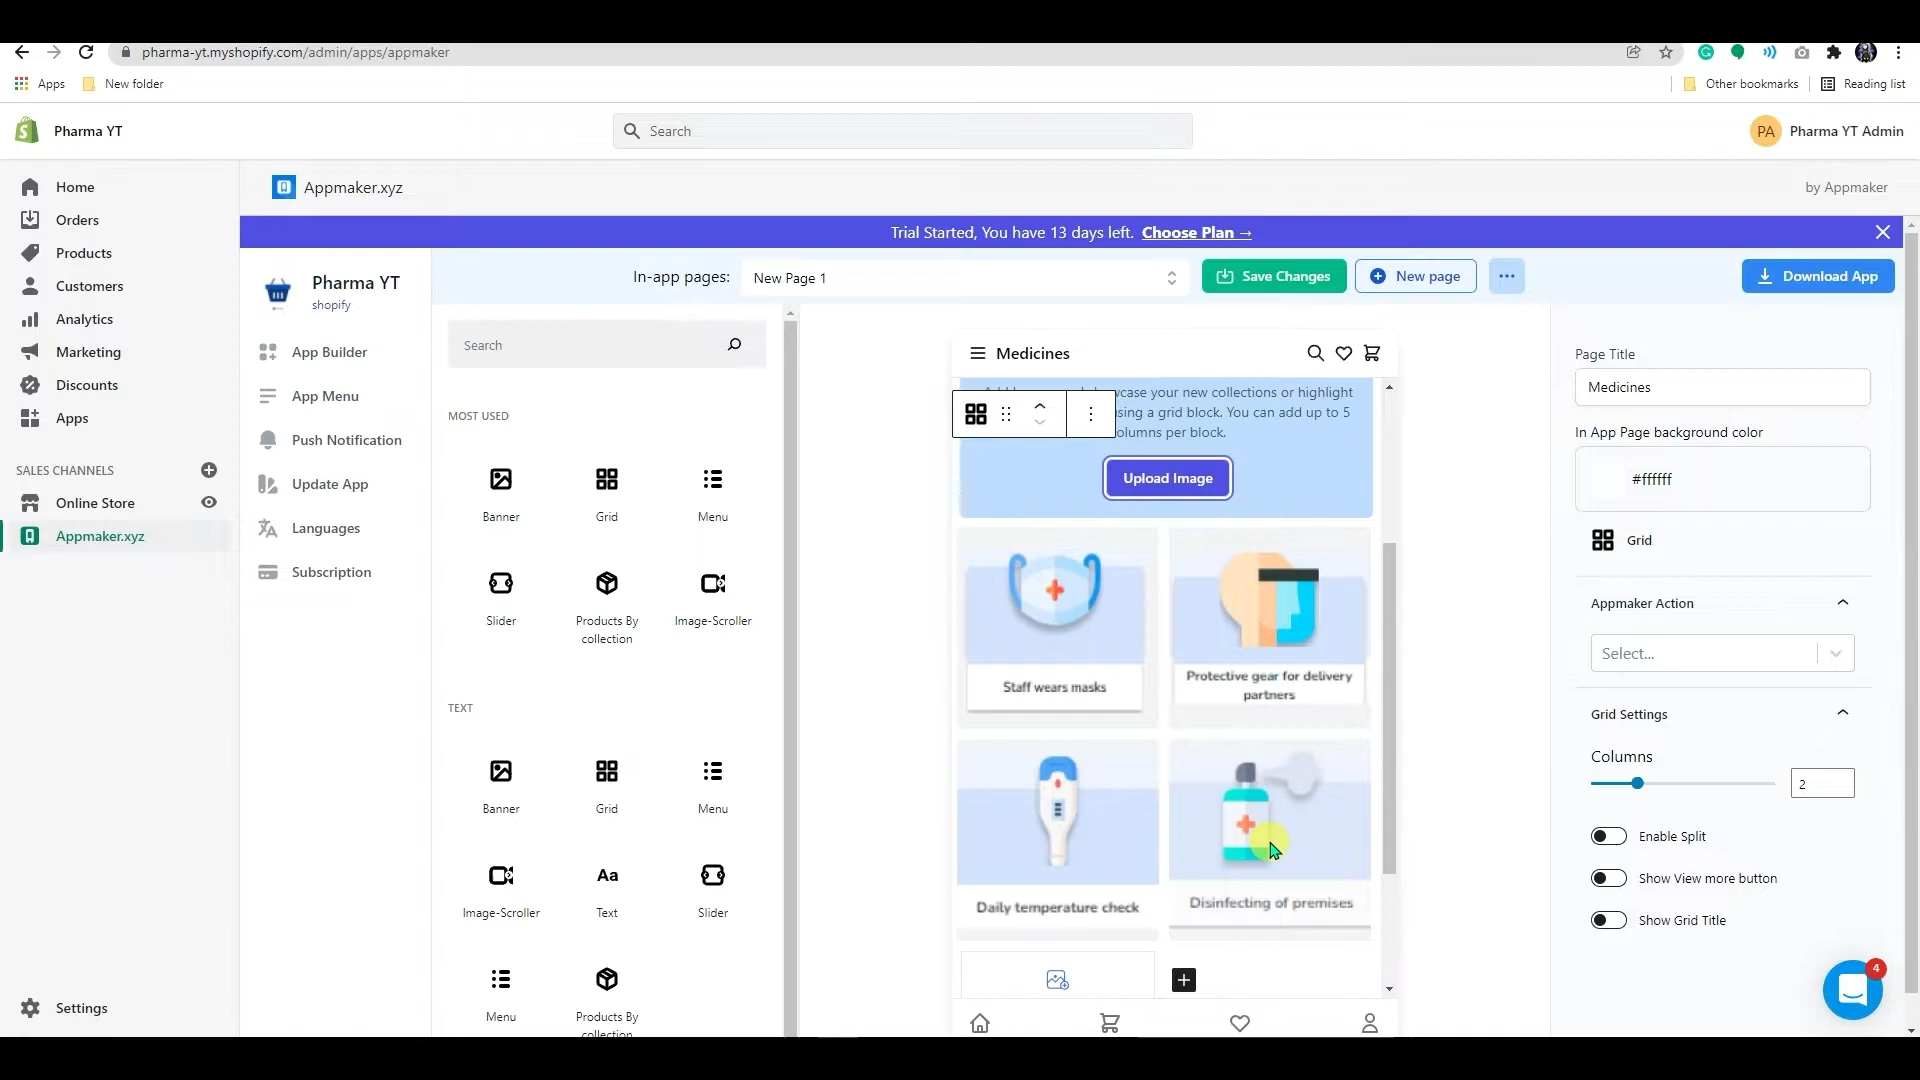 pharma-yt.myshopify.com/admin/apps/appmaker
Apps
New folder
Other bookmarks
Reading list
Pharma YT
Search
PA
Pharma YT Admin
Home
Orders
Products
Customers
Analytics
Marketing
Discounts
Apps
SALES CHANNELS
Online Store
Appmaker.xyz
Settings
Appmaker.xyz
by Appmaker
Trial Started, You have 13 days left. Choose Plan →
Pharma YT
shopify
App Builder
App Menu
Push Notification
Update App
Languages
Subscription
In-app pages:
New Page 1
Save Changes
New page
Download App
Search
MOST USED
Banner
Grid
Menu
Slider
Products By
collection
Image-Scroller
TEXT
Banner
Grid
Menu
Image-Scroller
Aa
Text
Slider
Menu
Products By
collection
Medicines
your new collections or highlight
using a grid block. You can add up to 5
columns per block.
Upload Image
Staff wears masks
Protective gear for delivery
partners
Daily temperature check
Disinfecting of premises
Page Title
Medicines
In App Page background color
#ffffff
Grid
Appmaker Action
Select...
Grid Settings
Columns
2
Enable Split
Show View more button
Show Grid Title
4